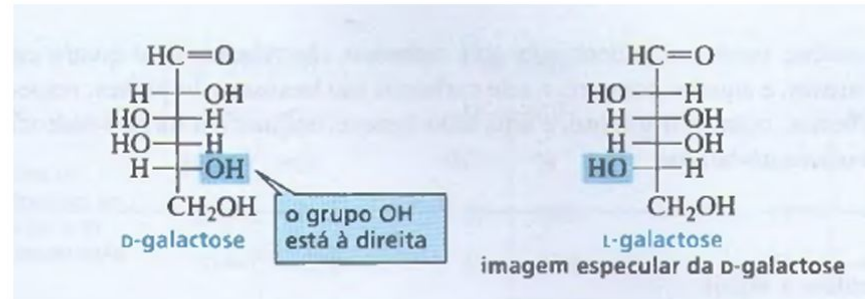 HC=O
H OH
HO H
HO H
H OH
CH₂OH
D-galactose
o grupo OH
está à direita
HC=O
HO H
H OH
H OH
HO H
CH₂OH
L-galactose
imagem especular da D-galactose